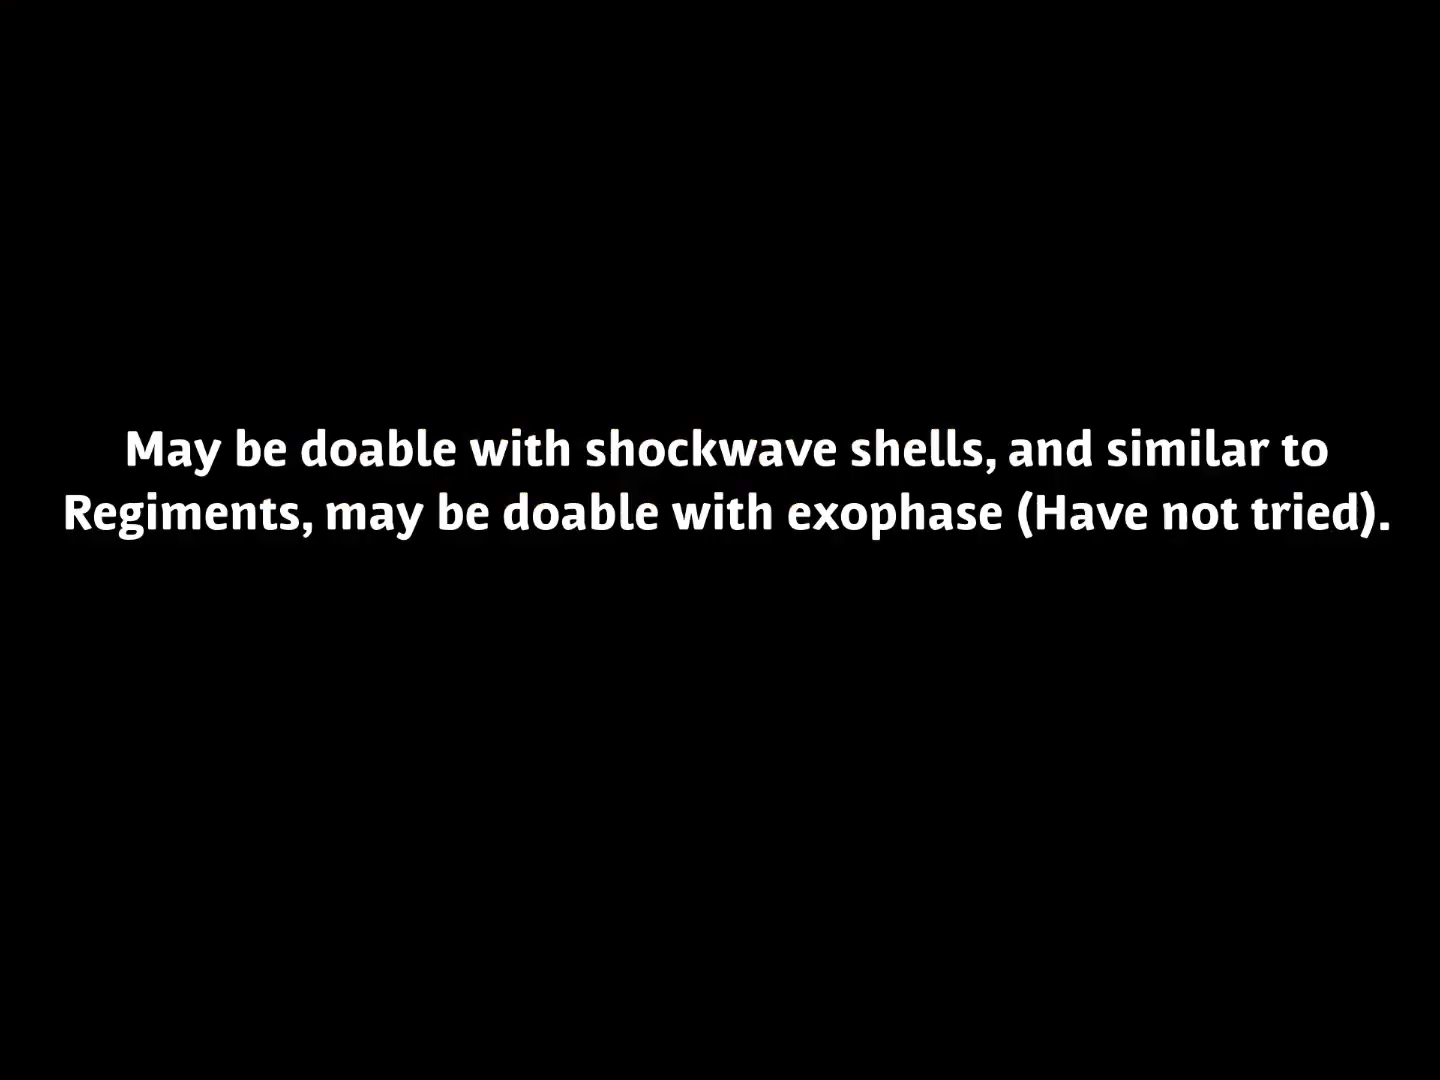 May be doable with shockwave shells, and similar to
Regiments, may be doable with exophase (Have not tried).